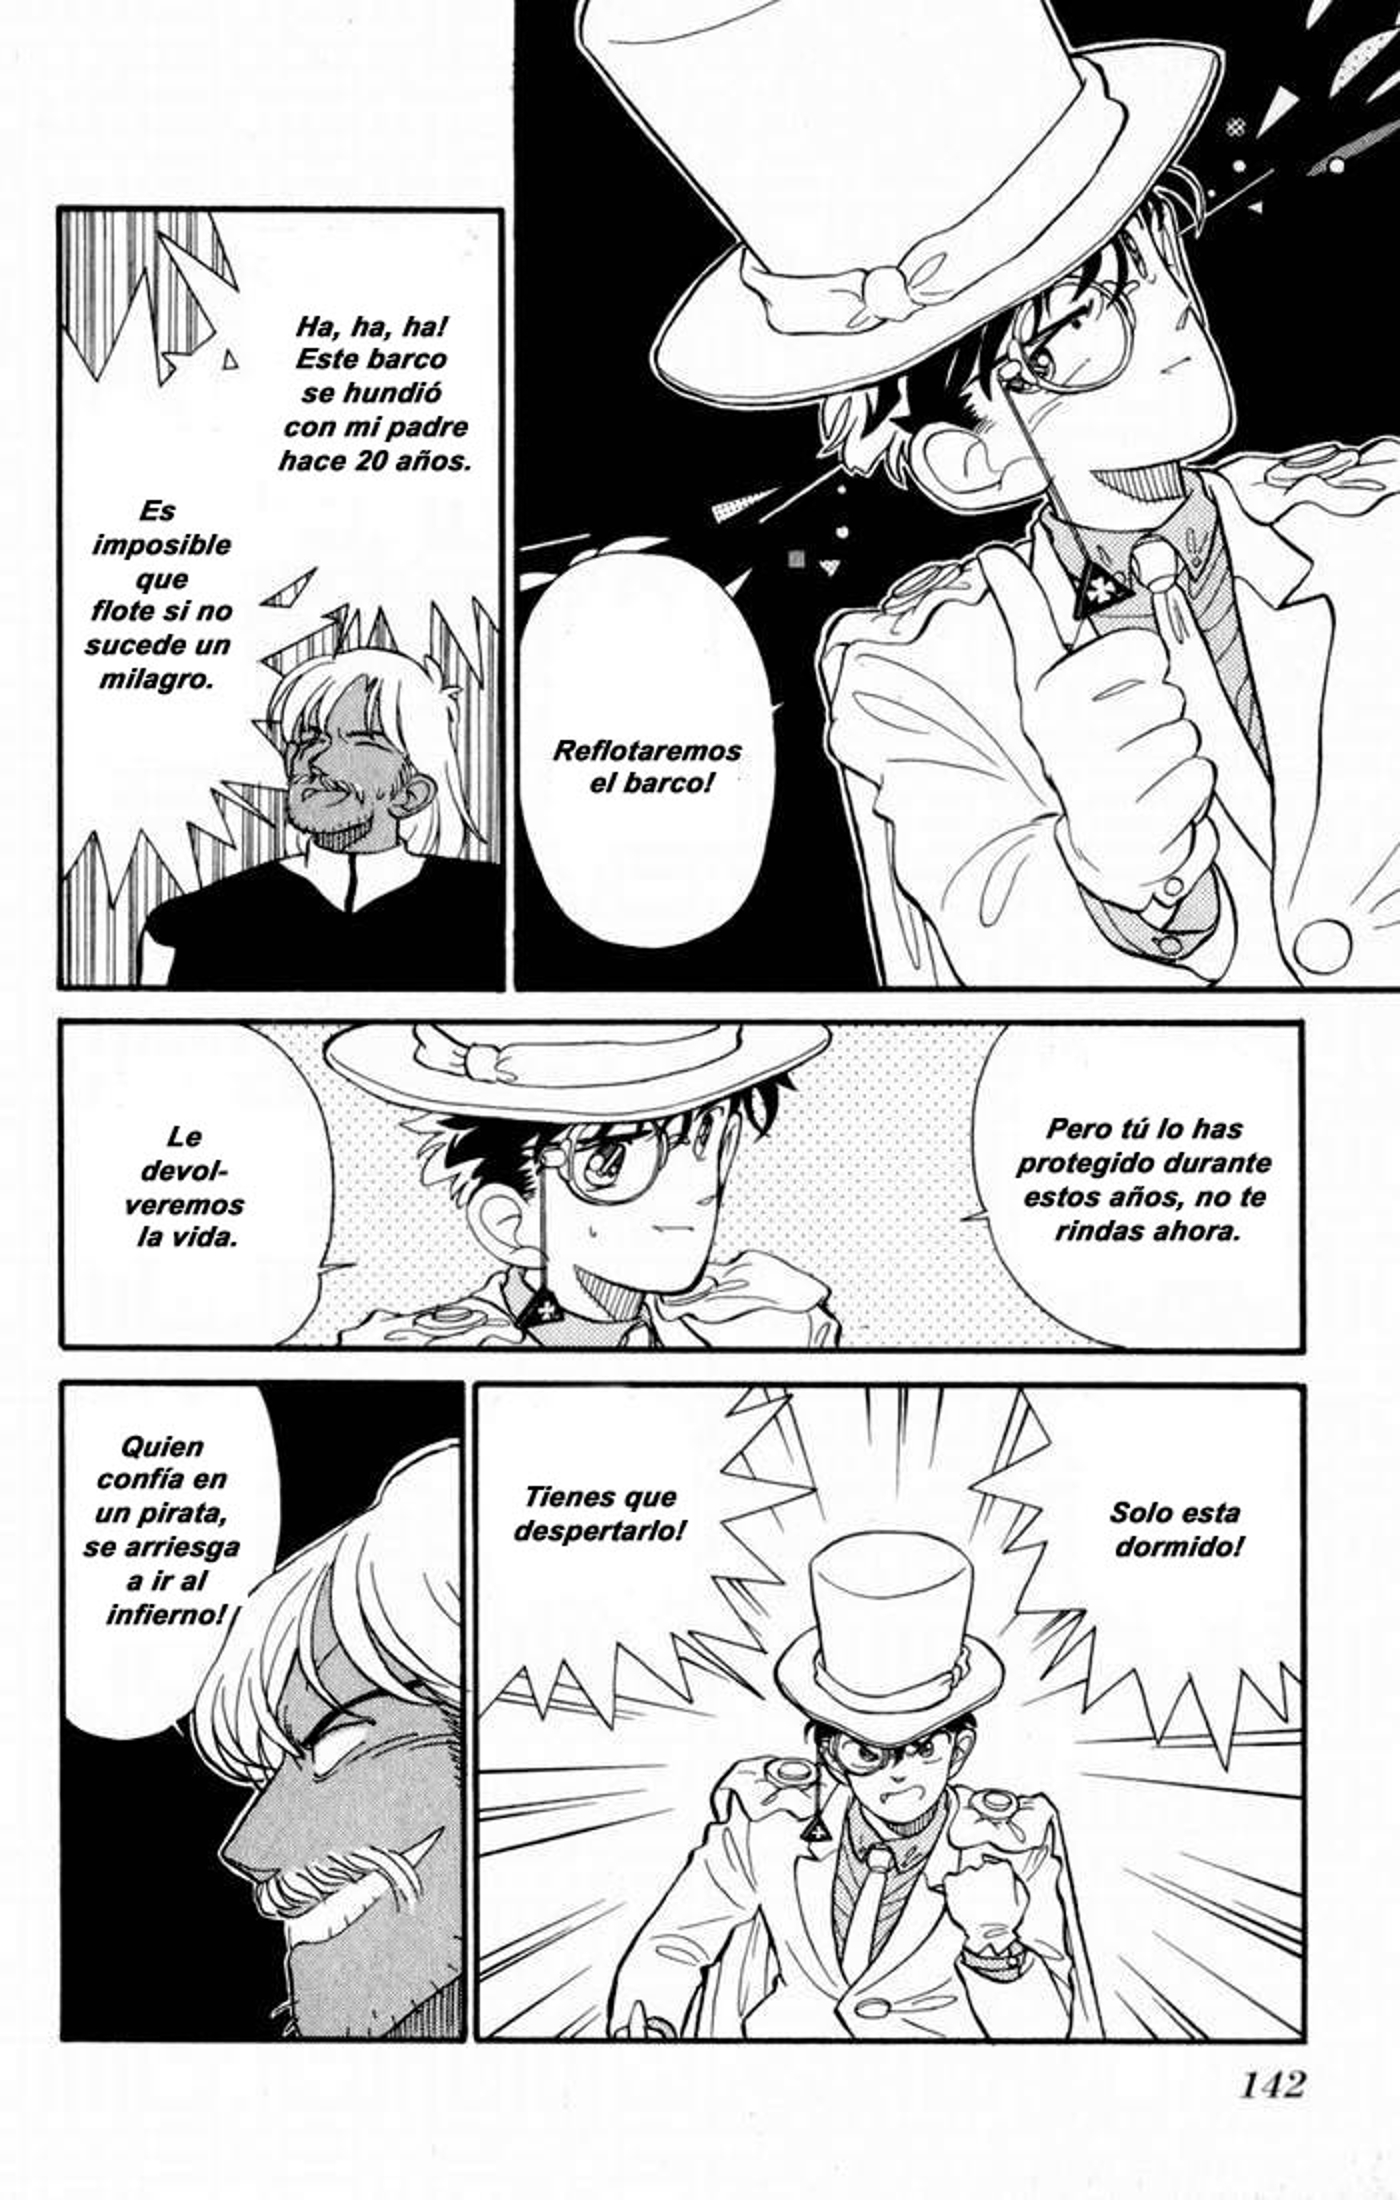 Reflotaremos
el barco!
Ha, ha, ha!
Este barco
se hundió
con mi padre
hace 20 años.
Es
imposible
que
flote si no
sucede un
milagro.
Pero tú lo has
protegido durante
estos años, no te
rindas ahora.
Le
devol-
veremos
la vida.
Solo esta
dormido!
Tienes que
despertarlo!
Quien
confía en
un pirata,
se arriesga
a ir al
infierno!
142